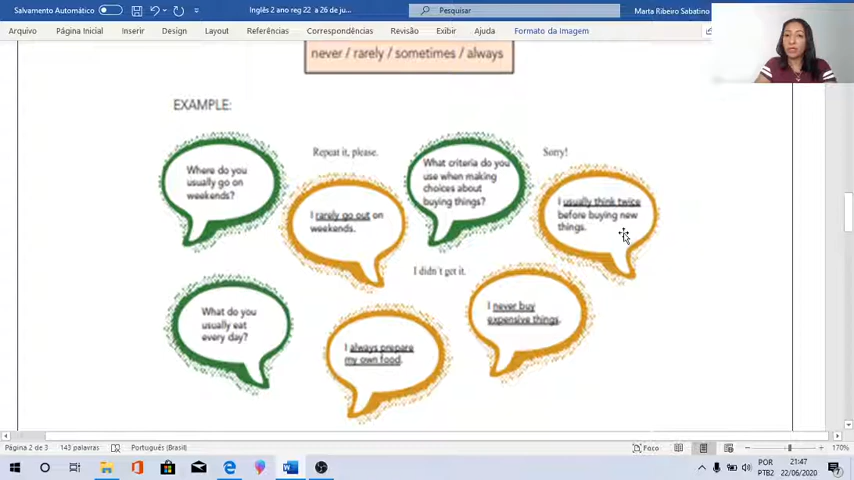 Salvamento Automático
Inglês 2 ano reg 22 a 26 de ju...
Pesquisar
Marta Ribeiro Sabatino
Arquivo
Página Inicial
Inserir
Design
Layout
Referências
Correspondências
Revisão
Exibir
Ajuda
Formato da Imagem
never / rarely / sometimes / always
EXAMPLE:
Where do you
usually go on
weekends?
Repeat it, please.
I rarely go out on
weekends.
What criteria do you
use when making
choices about
buying things?
Sorry!
I usually think twice
before buying new
things.
I didn´t get it.
What do you
usually eat
every day?
I always prepare
my own food.
I never buy
expensive things.
Página 2 de 3
143 palavras
Português (Brasil)
Foco
170%
POR
PTB2
21:47
22/06/2020